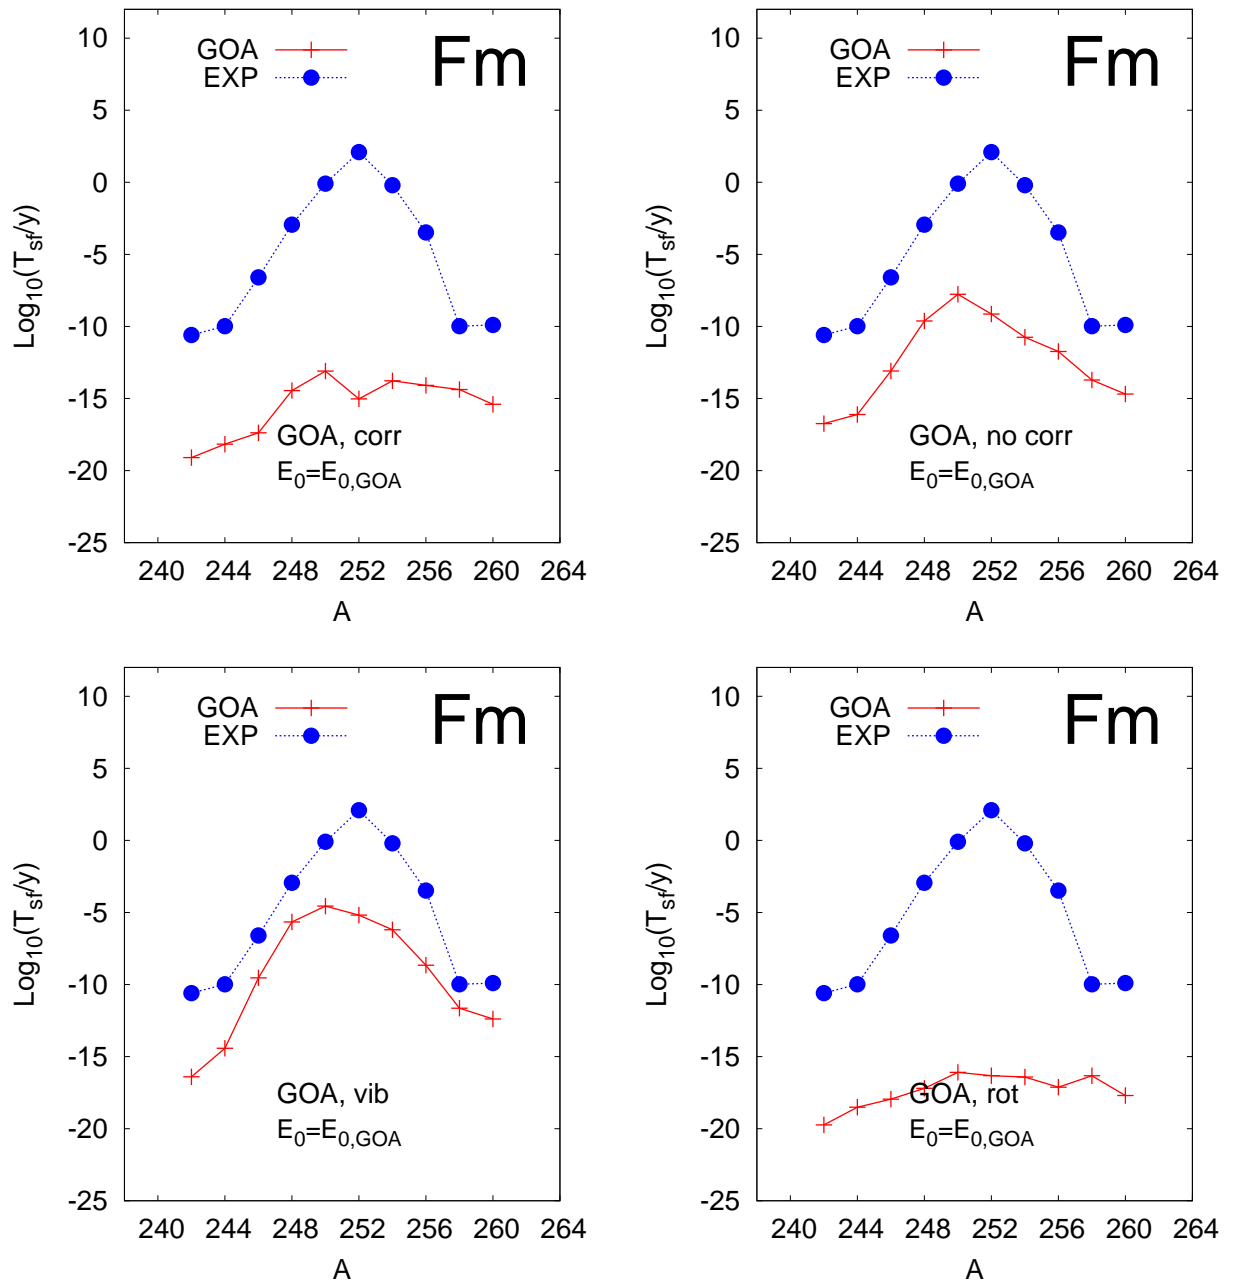 GOA
EXP
Fm
10
5
0
-5
-10
-15
-20
-25
Log10(Tsf/y)
GOA, corr
E0=E0,GOA
240 244 248 252 256 260 264
A
GOA
EXP
Fm
10
5
0
-5
-10
-15
-20
-25
Log10(Tsf/y)
GOA, no corr
E0=E0,GOA
240 244 248 252 256 260 264
A
GOA
EXP
Fm
10
5
0
-5
-10
-15
-20
-25
Log10(Tsf/y)
GOA, vib
E0=E0,GOA
240 244 248 252 256 260 264
A
GOA
EXP
Fm
10
5
0
-5
-10
-15
-20
-25
Log10(Tsf/y)
GOA, rot
E0=E0,GOA
240 244 248 252 256 260 264
A